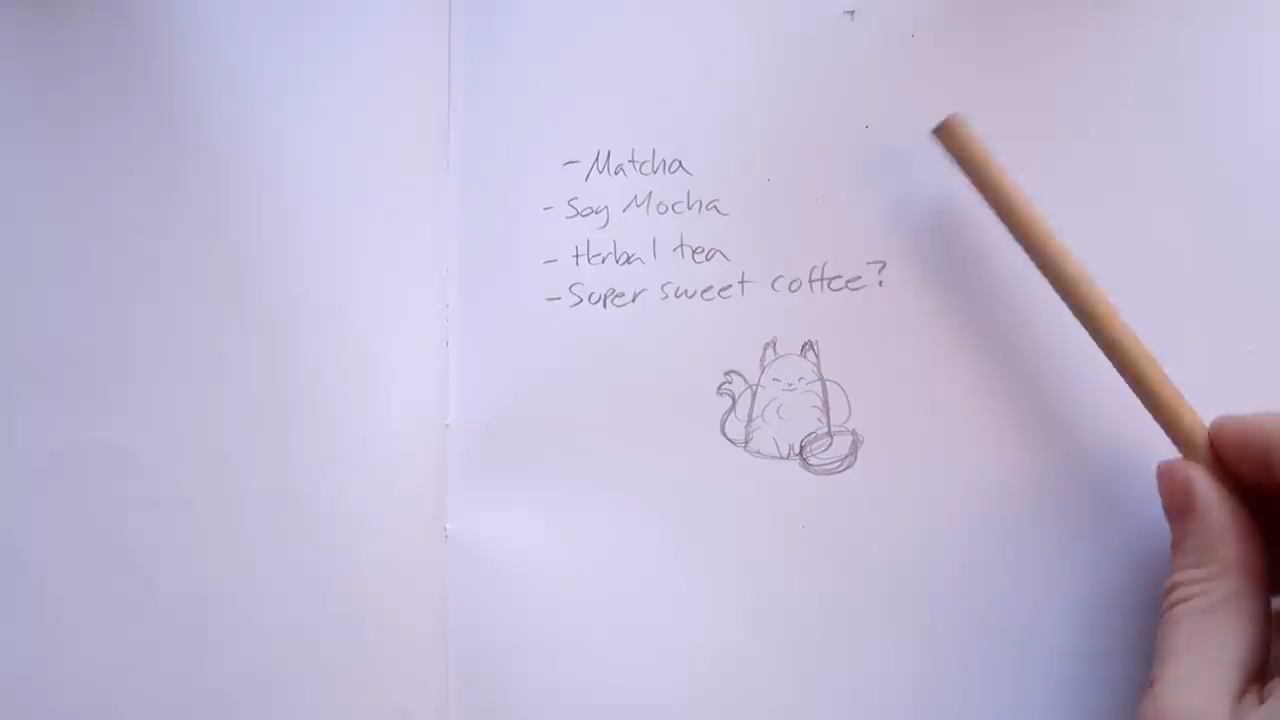 - Matcha
- Soy Mocha
- Herbal tea
- Super sweet coffee?